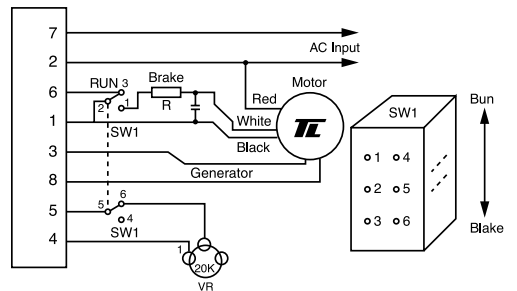 7
AC Input
2
Motor
RUN 3
Brake
6
2
1
R
Red
1
SW1
White
Black
3
Generator
8
5
5
6
4
SW1
4
1
20K
VR
TL
SW1
1 4
2 5
3 6
Bun
Blake